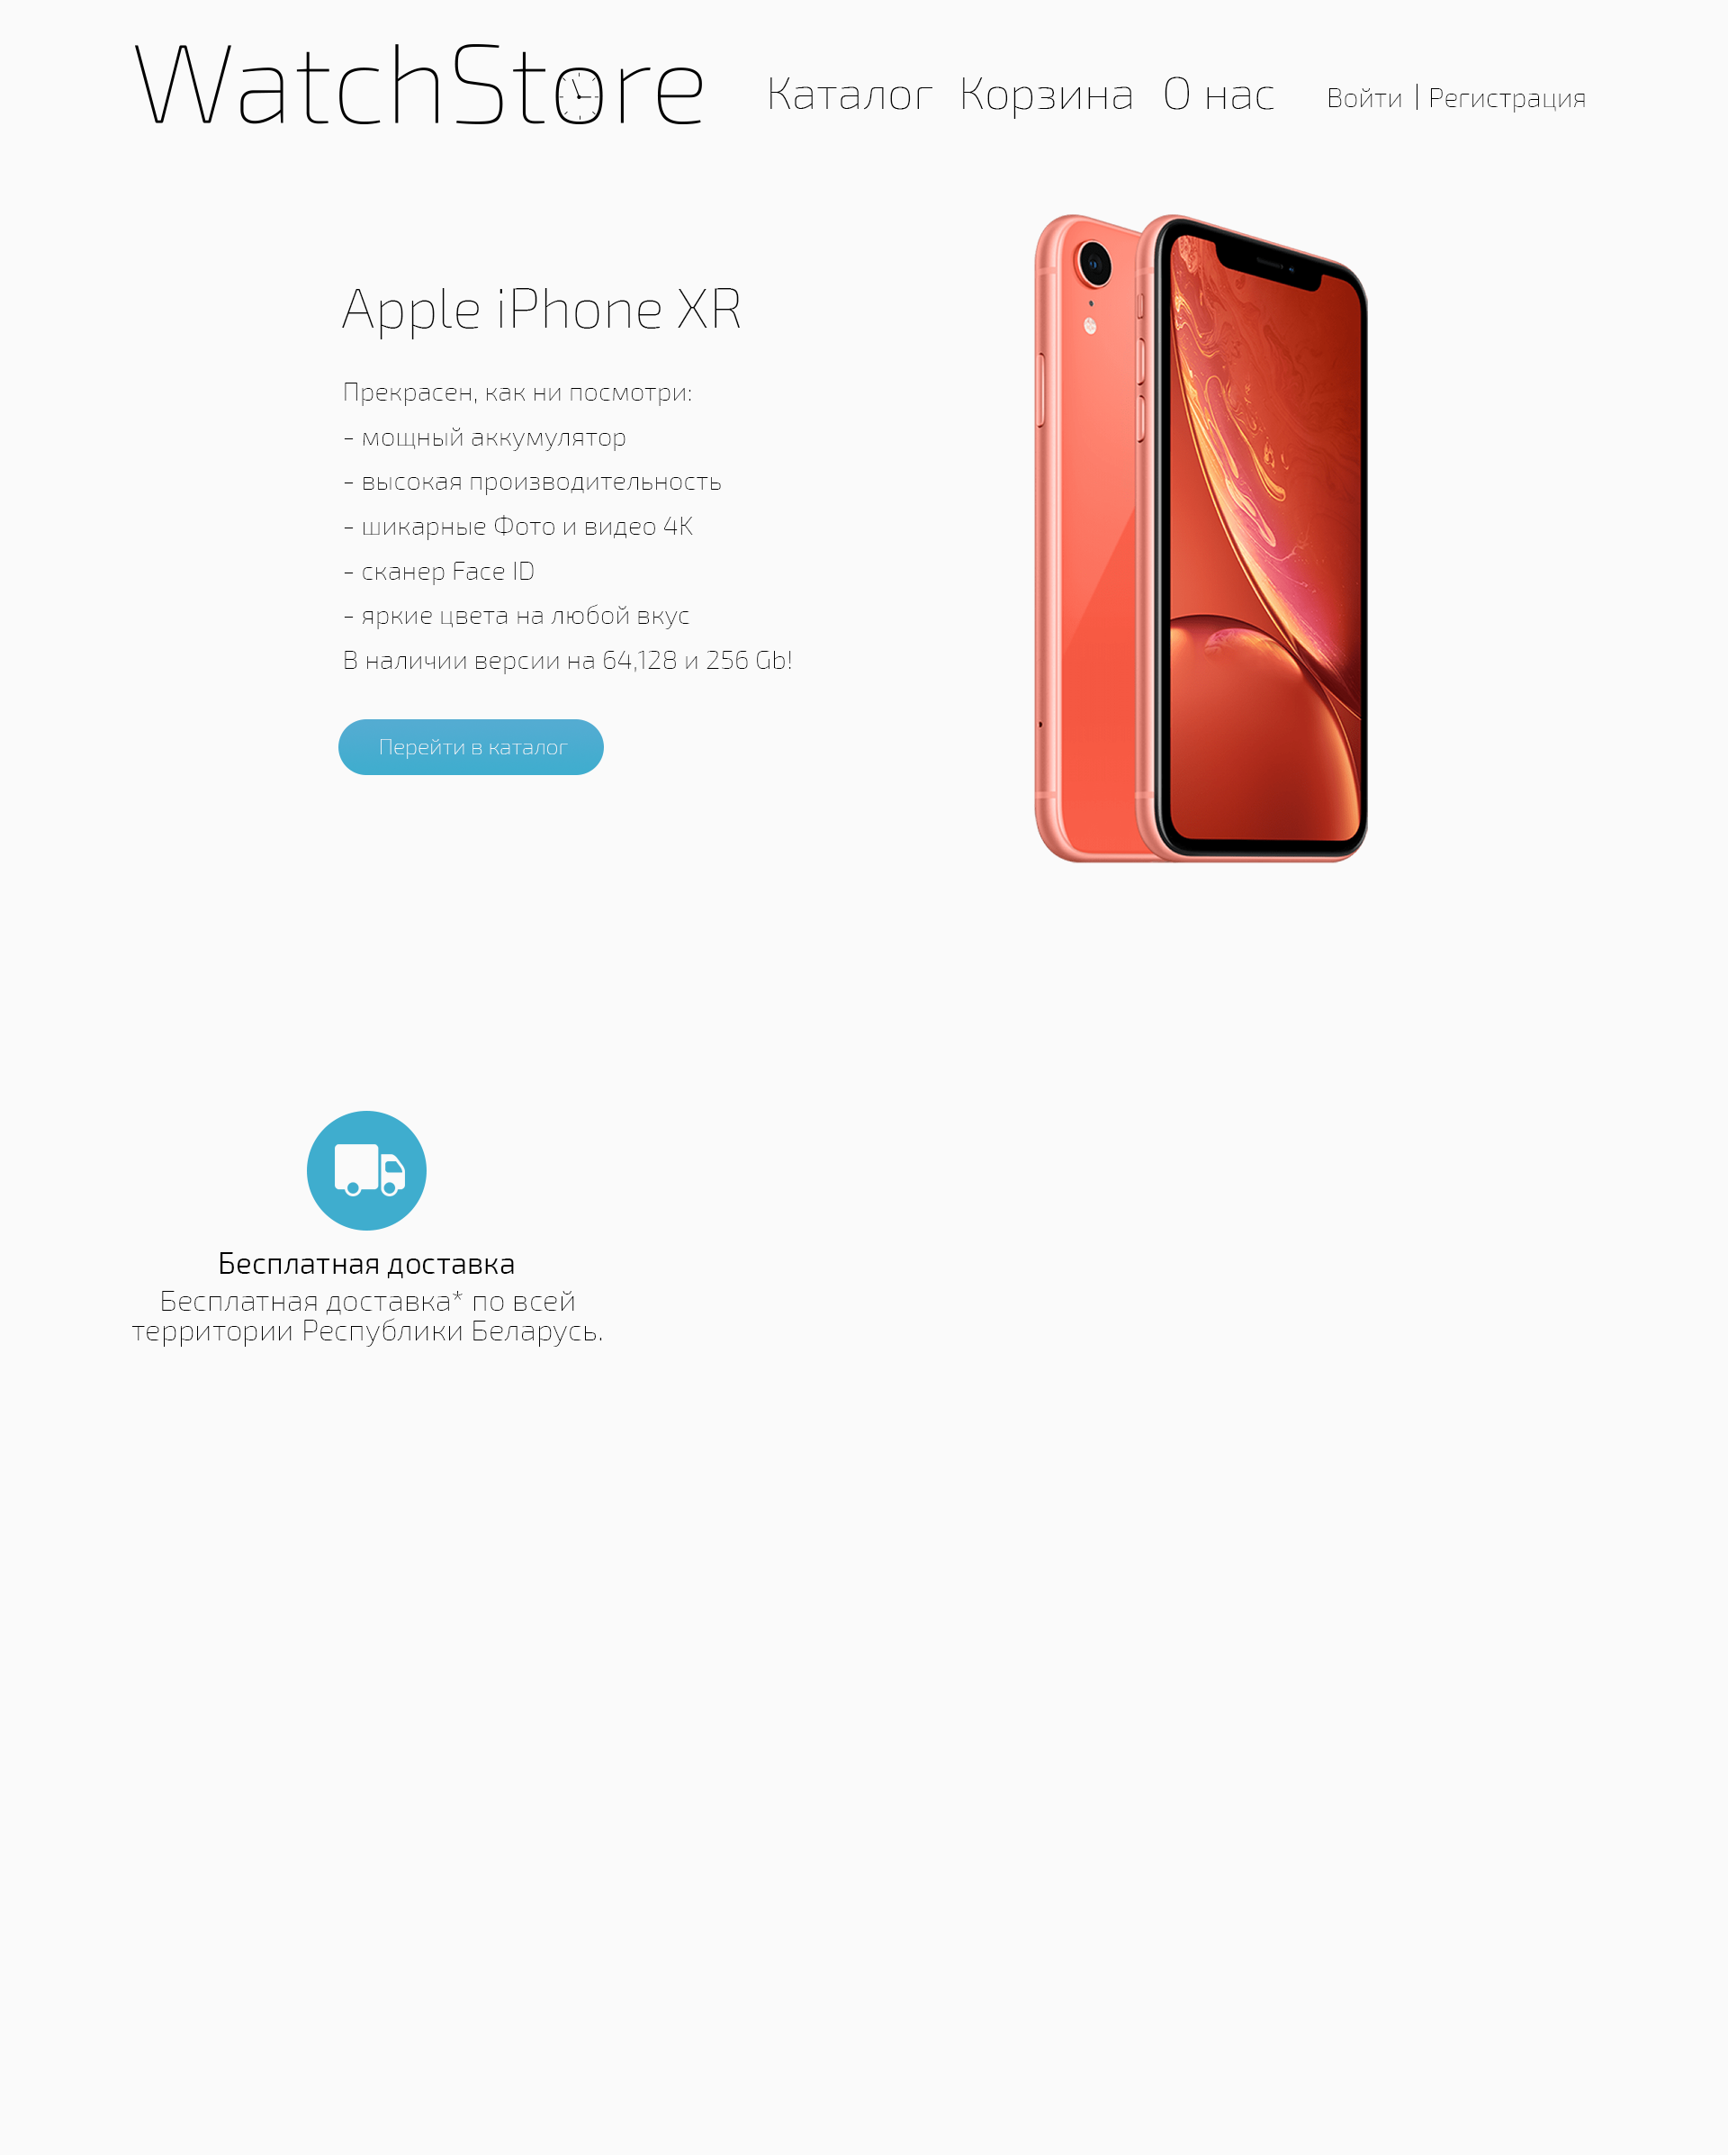 WatchStore
Каталог Корзина О нас Войти | Регистрация
Apple iPhone XR
Прекрасен, как ни посмотри:
- мощный аккумулятор
- высокая производительность
- шикарные Фото и видео 4К
- сканер Face ID
- яркие цвета на любой вкус
В наличии версии на 64,128 и 256 Gb!
Перейти в каталог
Бесплатная доставка
Бесплатная доставка* по всей
территории Республики Беларусь.